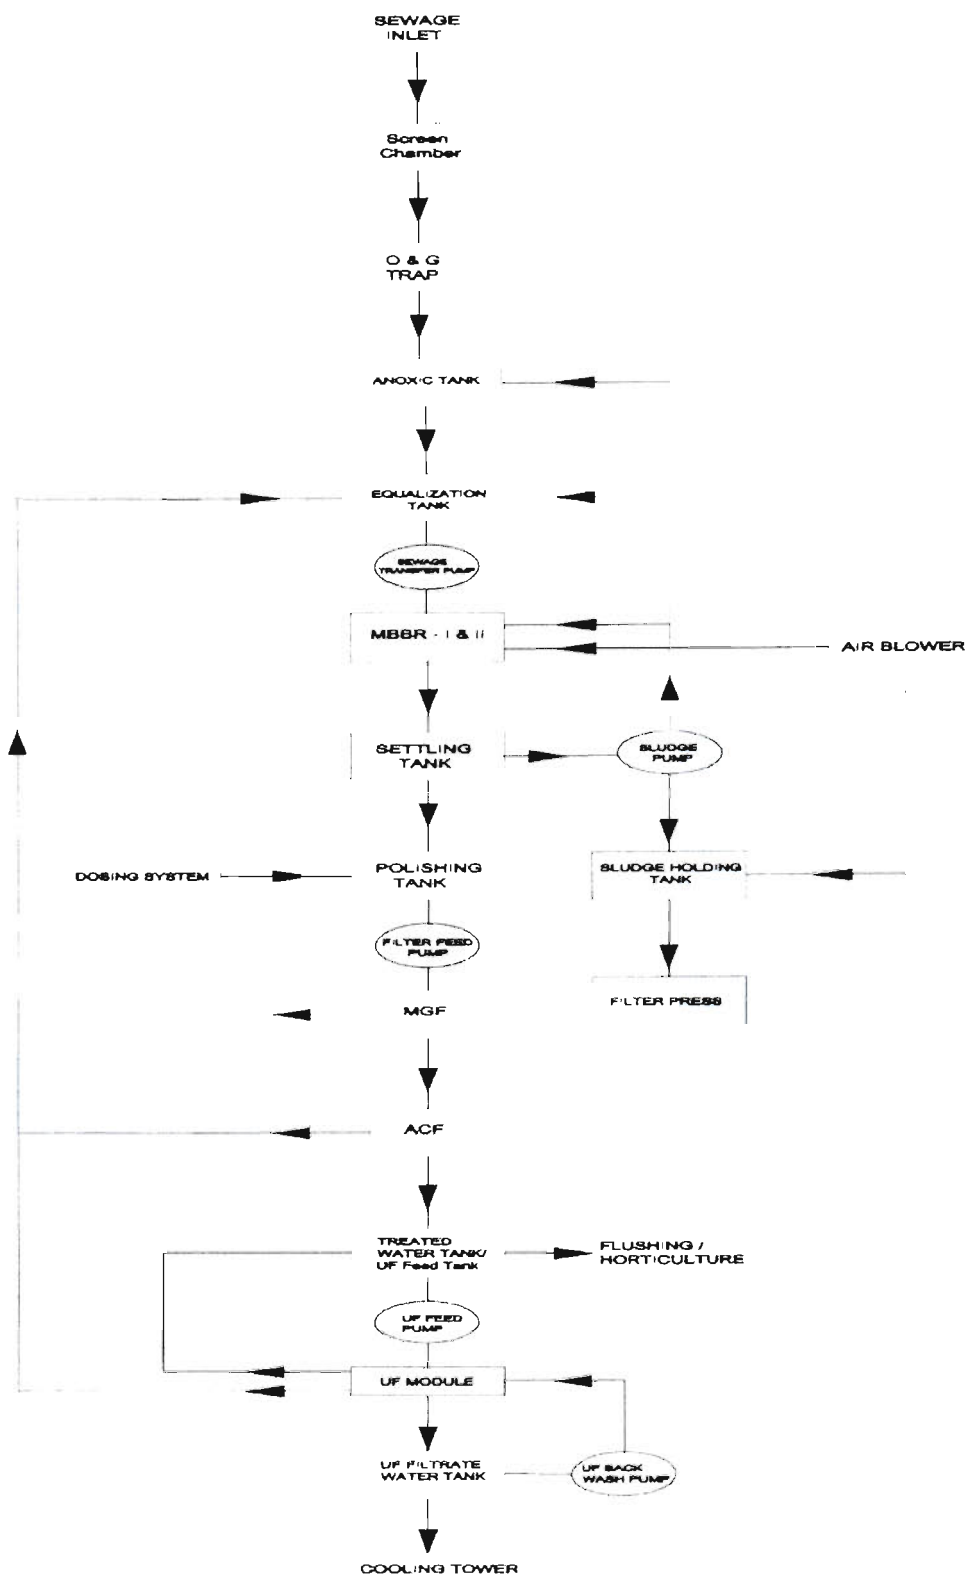 SEWAGE
INLET
Screen
Chamber
O & G
TRAP
ANOXIC TANK
EQUALIZATION
TANK
SEWAGE
TRANSFER PUMP
MBBR - I & II
AIR BLOWER
SETTLING
TANK
SLUDGE
PUMP
DOSING SYSTEM
POLISHING
TANK
SLUDGE HOLDING
TANK
FILTER FEED
PUMP
MGF
FILTER PRESS
ACF
TREATED
WATER TANK/
UF Feed Tank
FLUSHING /
HORTICULTURE
UF FEED
PUMP
UF MODULE
UF FILTRATE
WATER TANK
UF BACK
WASH PUMP
COOLING TOWER